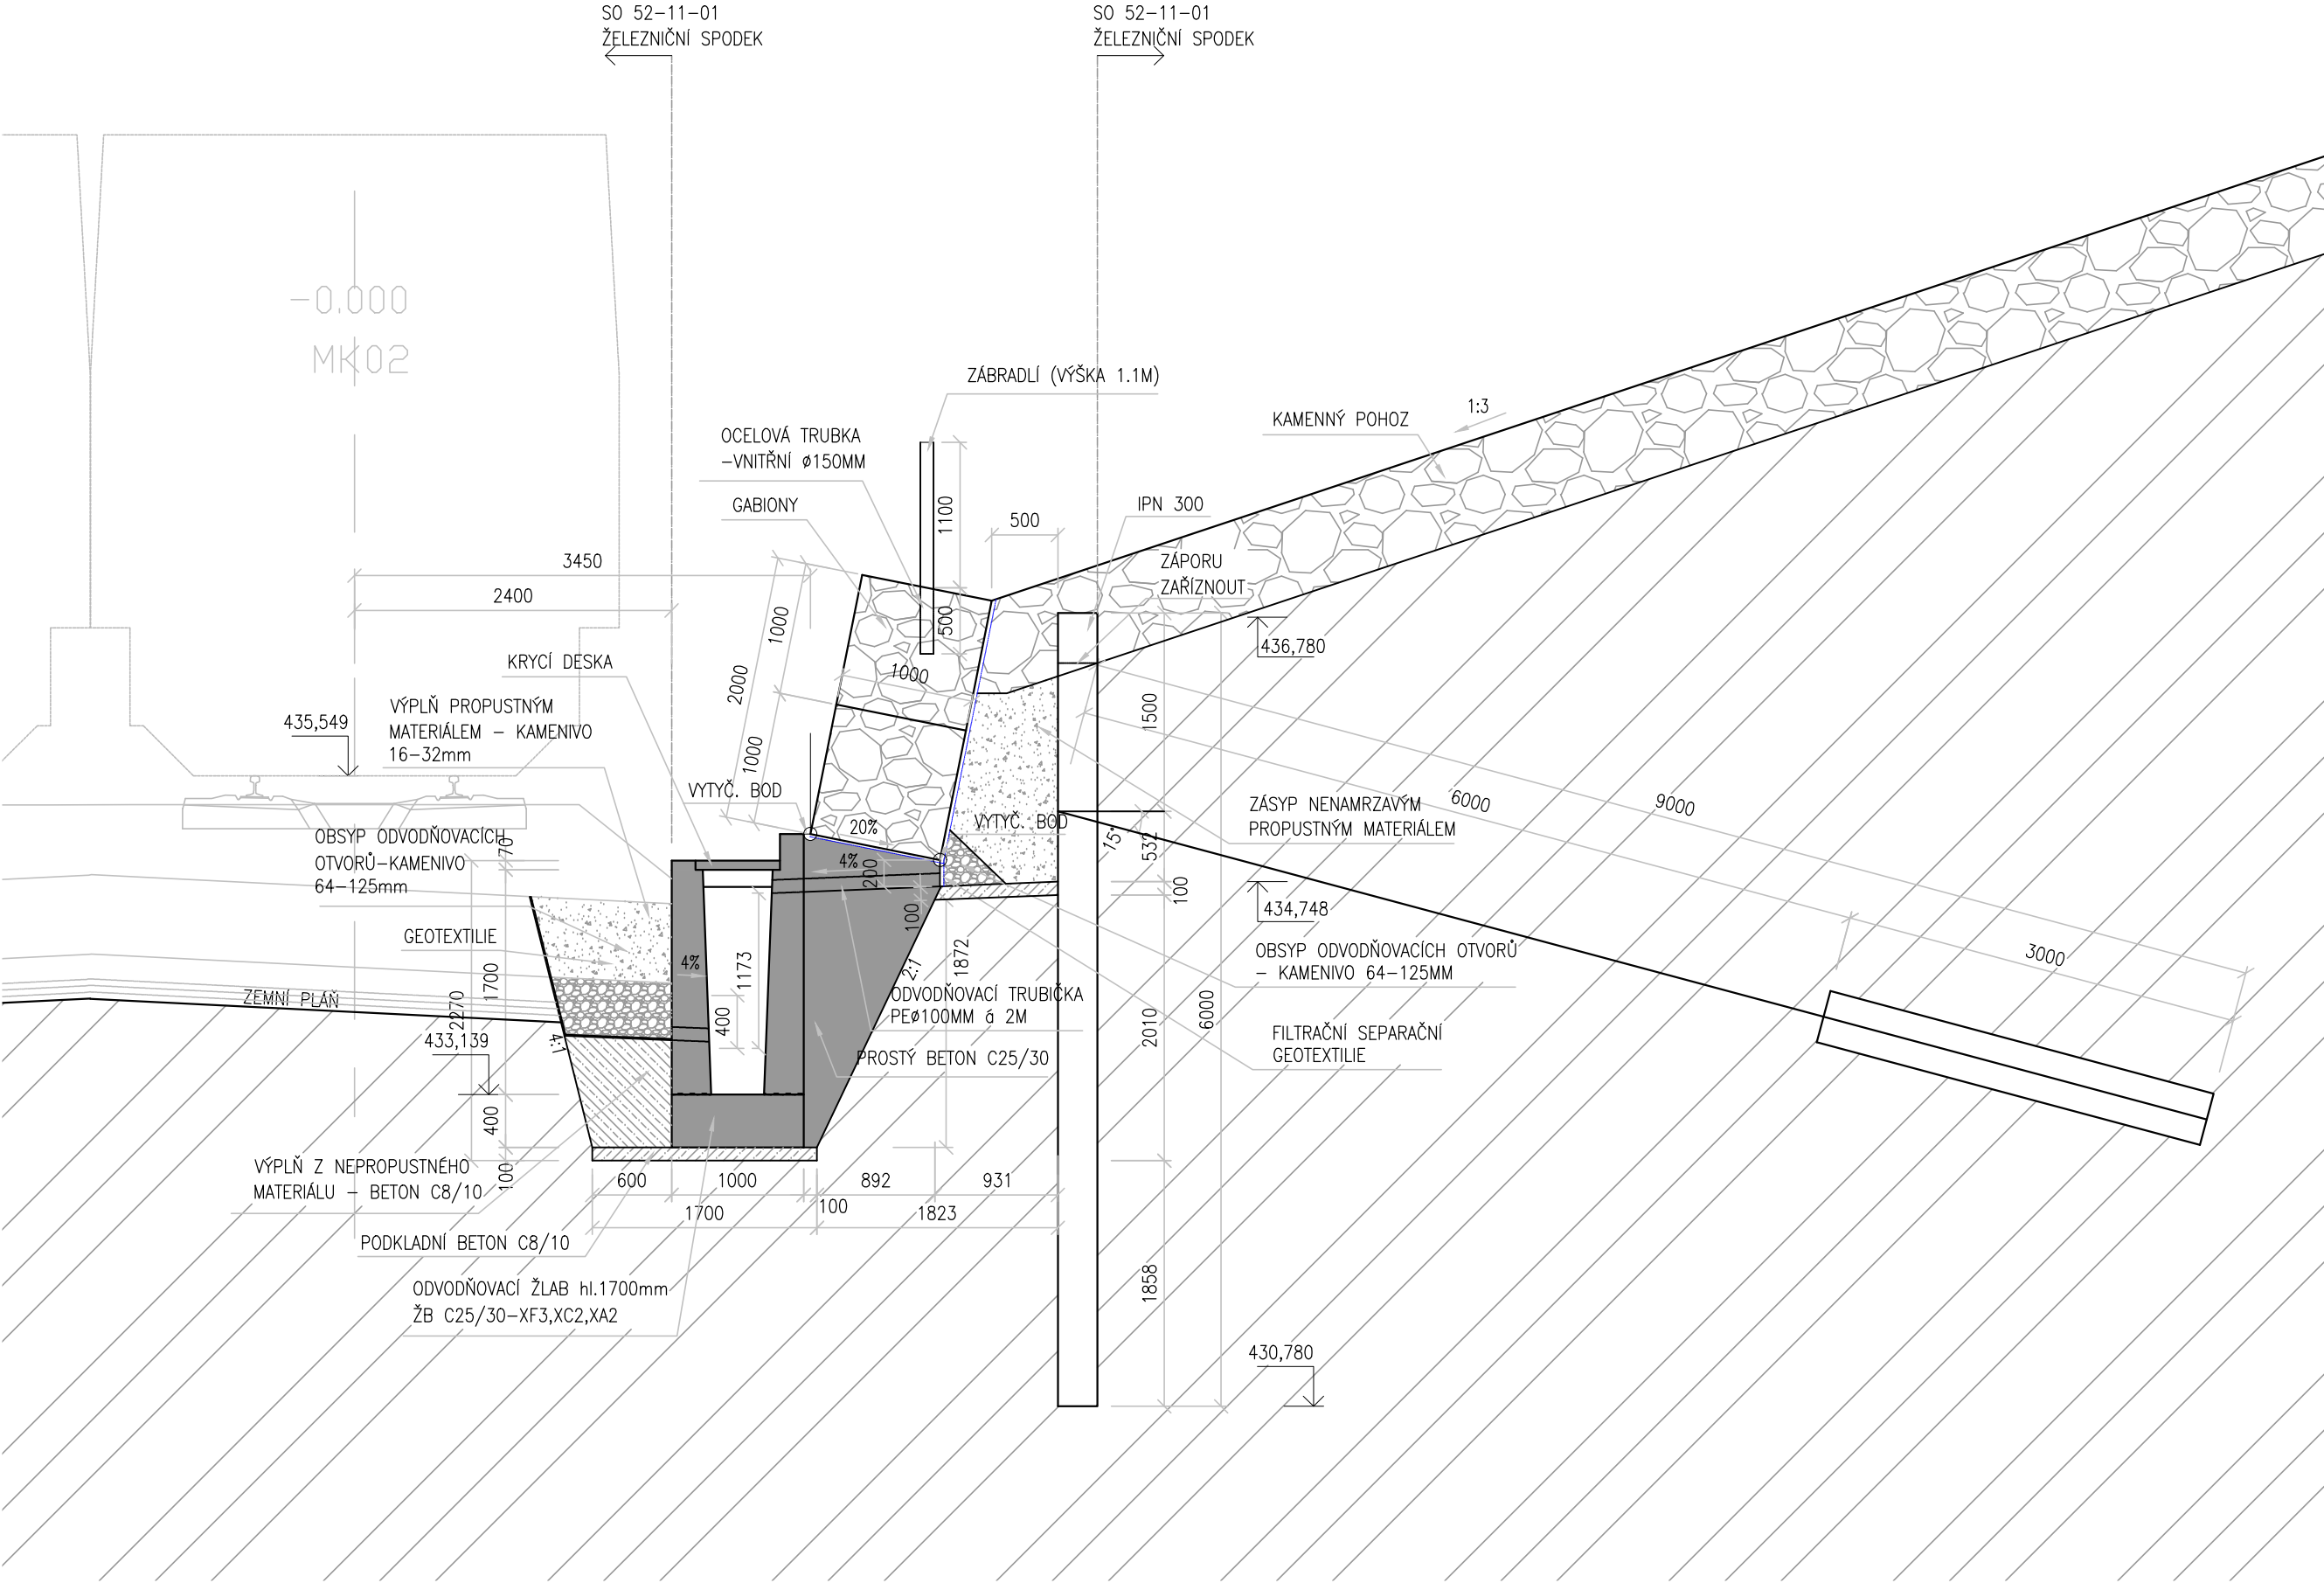 SO 52-11-01
ŽELEZNIČNÍ SPODEK
SO 52-11-01
ŽELEZNIČNÍ SPODEK
-0.000
MK02
ZÁBRADLÍ (VÝŠKA 1.1M)
OCELOVÁ TRUBKA
-VNITŘNÍ ø150MM
GABIONY
KAMENNÝ POHOZ
1:3
IPN 300
500
1100
500
ZÁPORU
ZAŘÍZNOUT
3450
2400
1000
2000
1000
1000
436,780
KRYCÍ DESKA
VÝPLŇ PROPUSTNÝM
MATERIÁLEM - KAMENIVO
16-32mm
435,549
1500
VYTYČ. BOD
20%
VYTYČ. BOD
ZÁSYP NENAMRZAVÝM
PROPUSTNÝM MATERIÁLEM
6000
9000
3000
15°
532
OBSYP ODVODŇOVACÍCH
OTVORŮ-KAMENIVO
64-125mm
70
4%
200
100
100
434,748
GEOTEXTILIE
4%
1173
400
1872
2:1
OBSYP ODVODŇOVACÍCH OTVORŮ
- KAMENIVO 64-125MM
ODVODŇOVACÍ TRUBIČKA
PEø100MM á 2M
ZEMNÍ PLÁŇ
1700
2270
433,139
4:1
PROSTÝ BETON C25/30
FILTRAČNÍ SEPARAČNÍ
GEOTEXTILIE
2010
6000
400
100
VÝPLŇ Z NEPROPUSTNÉHO
MATERIÁLU - BETON C8/10
600
1000
892
931
1700
100
1823
PODKLADNÍ BETON C8/10
ODVODŇOVACÍ ŽLAB hl.1700mm
ŽB C25/30-XF3,XC2,XA2
1858
430,780